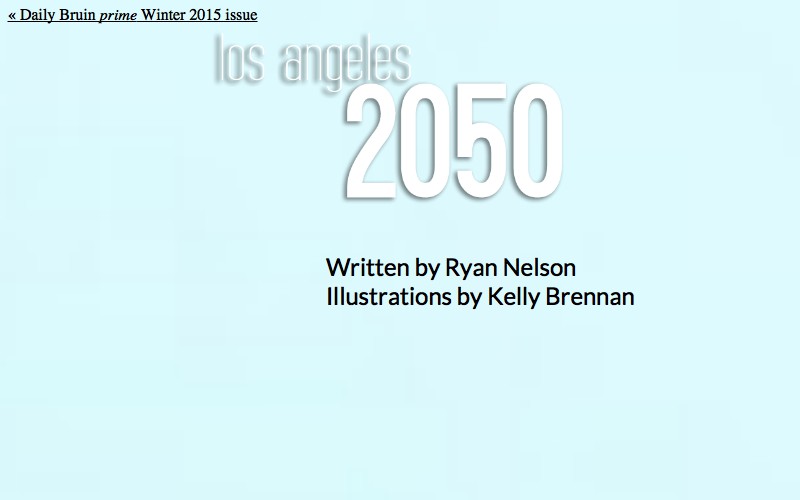 « Daily Bruin prime Winter 2015 issue
los angeles
2050
Written by Ryan Nelson
Illustrations by Kelly Brennan